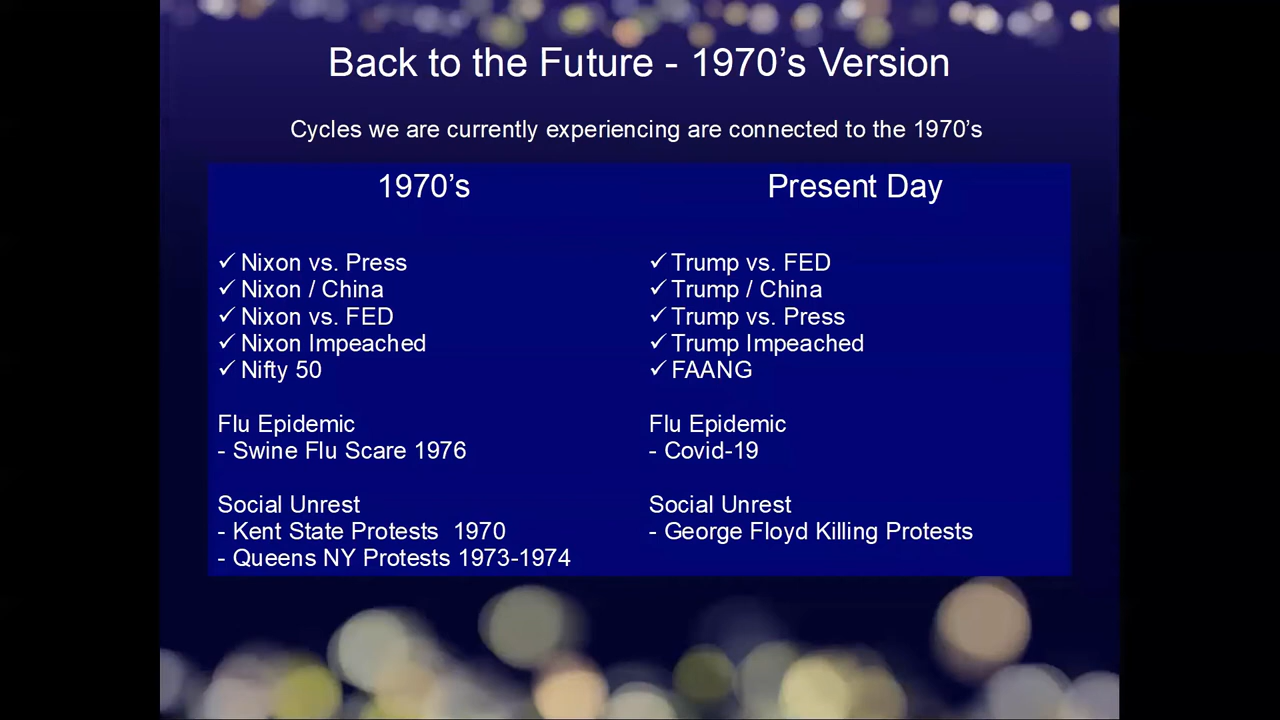 Back to the Future - 1970’s Version
Cycles we are currently experiencing are connected to the 1970’s
1970’s
✓ Nixon vs. Press
✓ Nixon / China
✓ Nixon vs. FED
✓ Nixon Impeached
✓ Nifty 50
Flu Epidemic
- Swine Flu Scare 1976
Social Unrest
- Kent State Protests  1970
- Queens NY Protests 1973-1974
Present Day
✓ Trump vs. FED
✓ Trump / China
✓ Trump vs. Press
✓ Trump Impeached
✓ FAANG
Flu Epidemic
- Covid-19
Social Unrest
- George Floyd Killing Protests